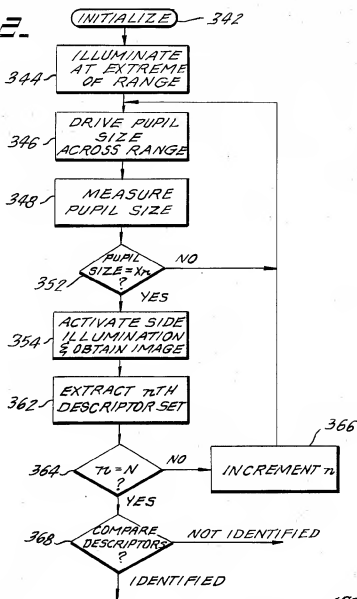 2.
INITIALIZE
342
ILLUMINATE
AT EXTREME
OF RANGE
344
DRIVE PUPIL
SIZE
ACROSS RANGE
346
MEASURE
PUPIL SIZE
348
PUPIL
SIZE=Xn
?
352
NO
YES
ACTIVATE SIDE
ILLUMINATION
& OBTAIN IMAGE
354
EXTRACT nTH
DESCRIPTOR SET
362
366
n=N
?
364
NO
INCREMENT n
YES
COMPARE
DESCRIPTORS
?
368
NOT IDENTIFIED
IDENTIFIED